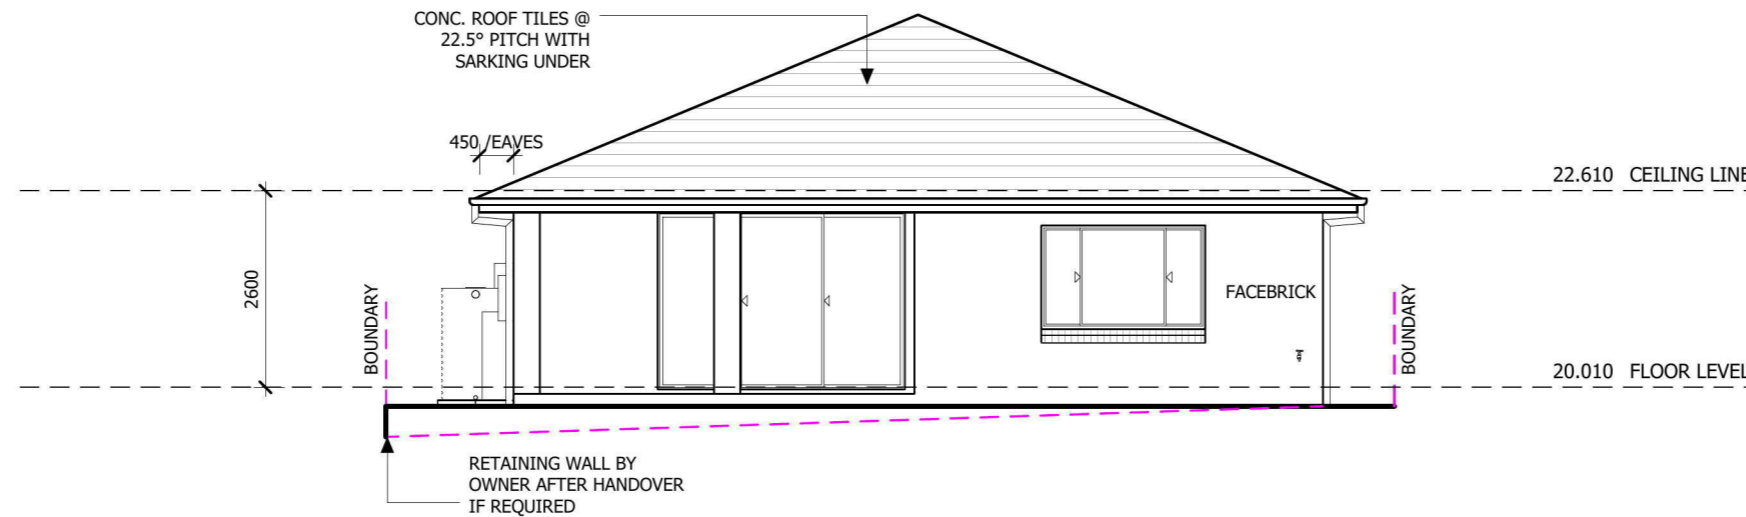 CONC. ROOF TILES @
22.5° PITCH WITH
SARKING UNDER
450 /EAVES
22.610 CEILING LINE
2600
BOUNDARY
FACEBRICK
BOUNDARY
20.010 FLOOR LEVEL
RETAINING WALL BY
OWNER AFTER HANDOVER
IF REQUIRED